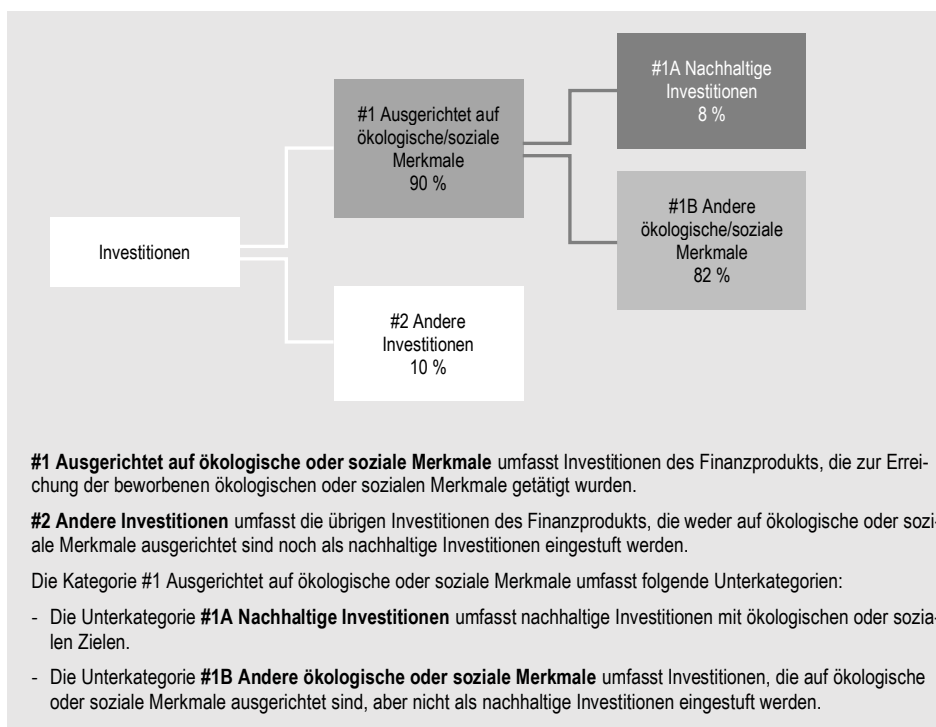 #1A Nachhaltige
Investitionen
8 %
#1 Ausgerichtet auf
ökologische/soziale
Merkmale
90 %
#1B Andere
ökologische/soziale
Merkmale
82 %
Investitionen
#2 Andere
Investitionen
10 %
#1 Ausgerichtet auf ökologische oder soziale Merkmale umfasst Investitionen des Finanzprodukts, die zur Errei-
chung der beworbenen ökologischen oder sozialen Merkmale getätigt wurden.
#2 Andere Investitionen umfasst die übrigen Investitionen des Finanzprodukts, die weder auf ökologische oder sozi-
ale Merkmale ausgerichtet sind noch als nachhaltige Investitionen eingestuft werden.
Die Kategorie #1 Ausgerichtet auf ökologische oder soziale Merkmale umfasst folgende Unterkategorien:
- Die Unterkategorie #1A Nachhaltige Investitionen umfasst nachhaltige Investitionen mit ökologischen oder sozia-
len Zielen.
- Die Unterkategorie #1B Andere ökologische oder soziale Merkmale umfasst Investitionen, die auf ökologische
oder soziale Merkmale ausgerichtet sind, aber nicht als nachhaltige Investitionen eingestuft werden.